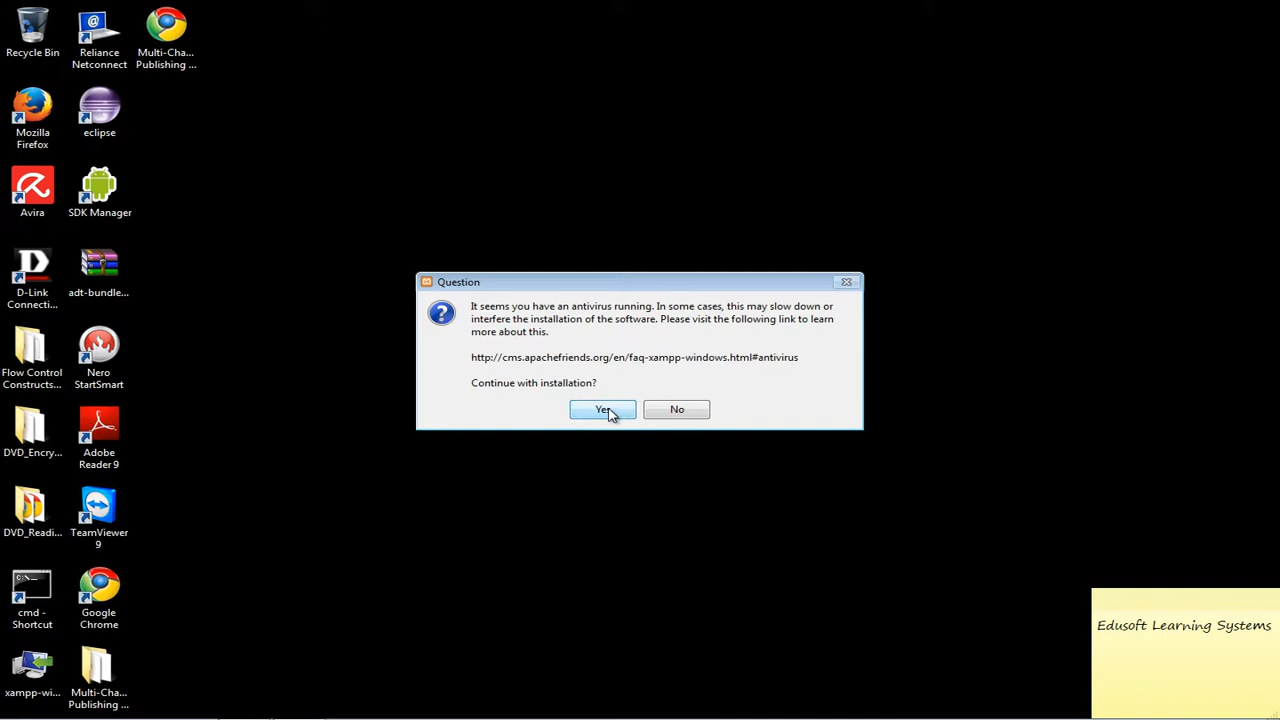 Recycle Bin
Reliance
Netconnect
Multi-Cha...
Publishing ...
Mozilla
Firefox
eclipse
Avira
SDK Manager
D-Link
Connecti...
adt-bundle...
Flow Control
Constructs...
Nero
StartSmart
DVD_Encry...
Adobe
Reader 9
DVD_Readi...
TeamViewer
9
cmd -
Shortcut
Google
Chrome
xampp-wi...
Multi-Cha...
Publishing ...
Question
It seems you have an antivirus running. In some cases, this may slow down or
interfere the installation of the software. Please visit the following link to learn
more about this.
http://cms.apachefriends.org/en/faq-xampp-windows.html#antivirus
Continue with installation?
Yes
No
Edusoft Learning Systems